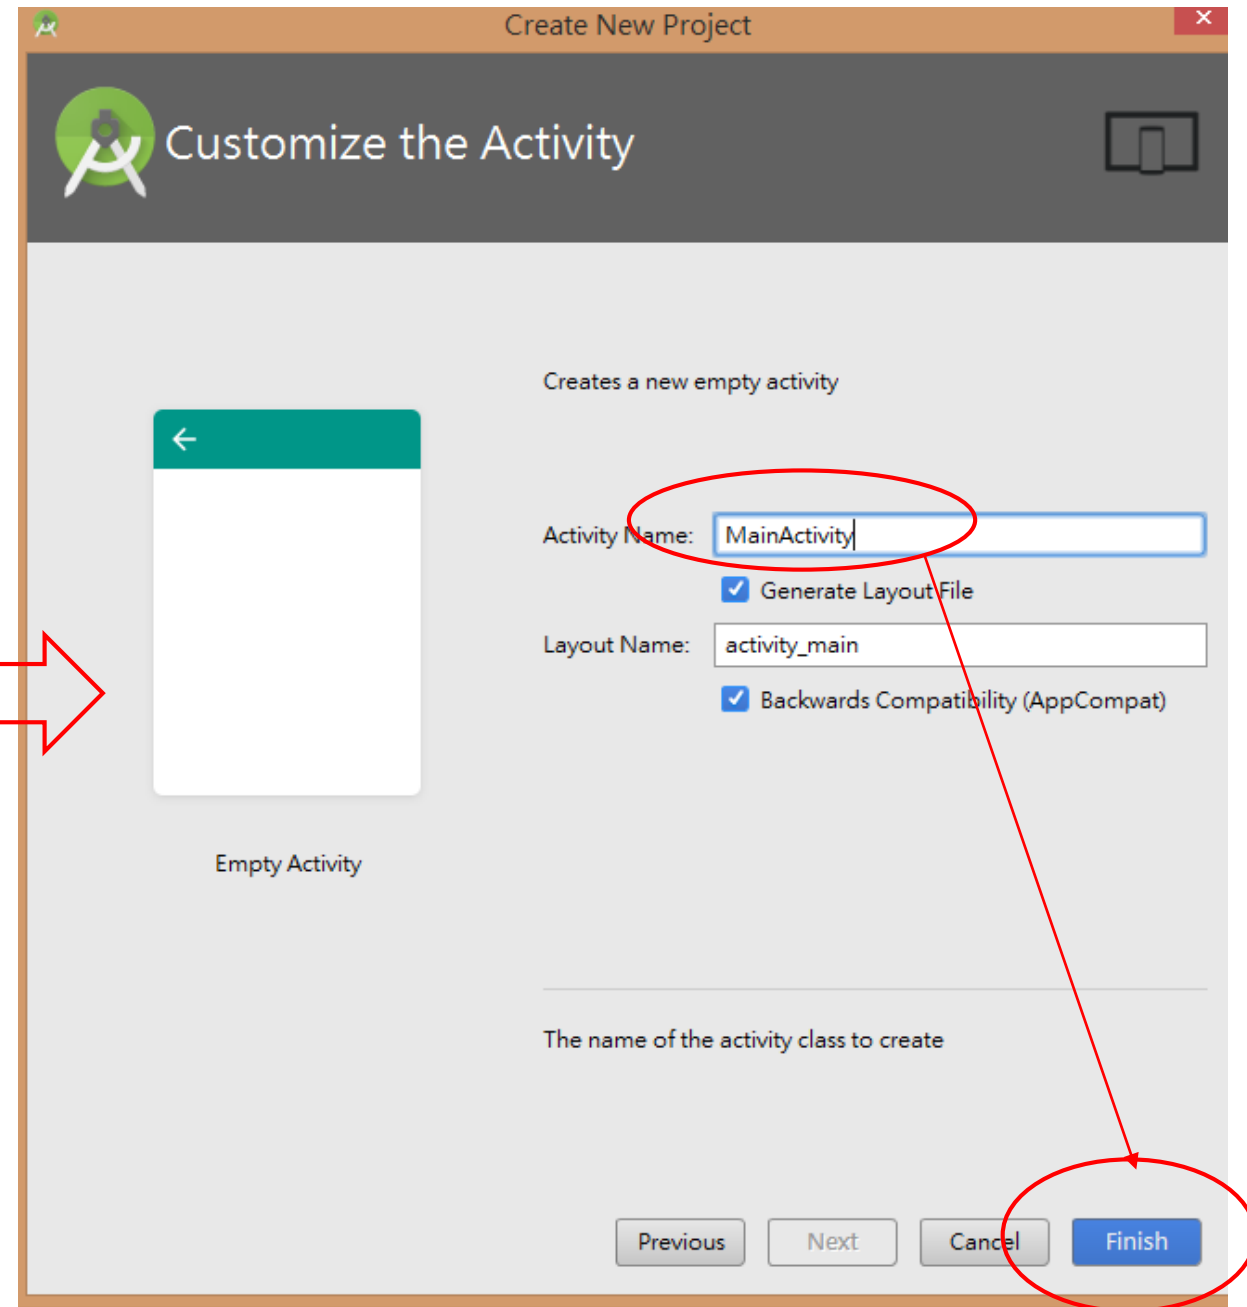 Create New Project
Customize the Activity
Creates a new empty activity
Activity Name: MainActivity
Generate Layout File
Layout Name: activity_main
Backwards Compatibility (AppCompat)
Empty Activity
The name of the activity class to create
Previous Next Cancel Finish